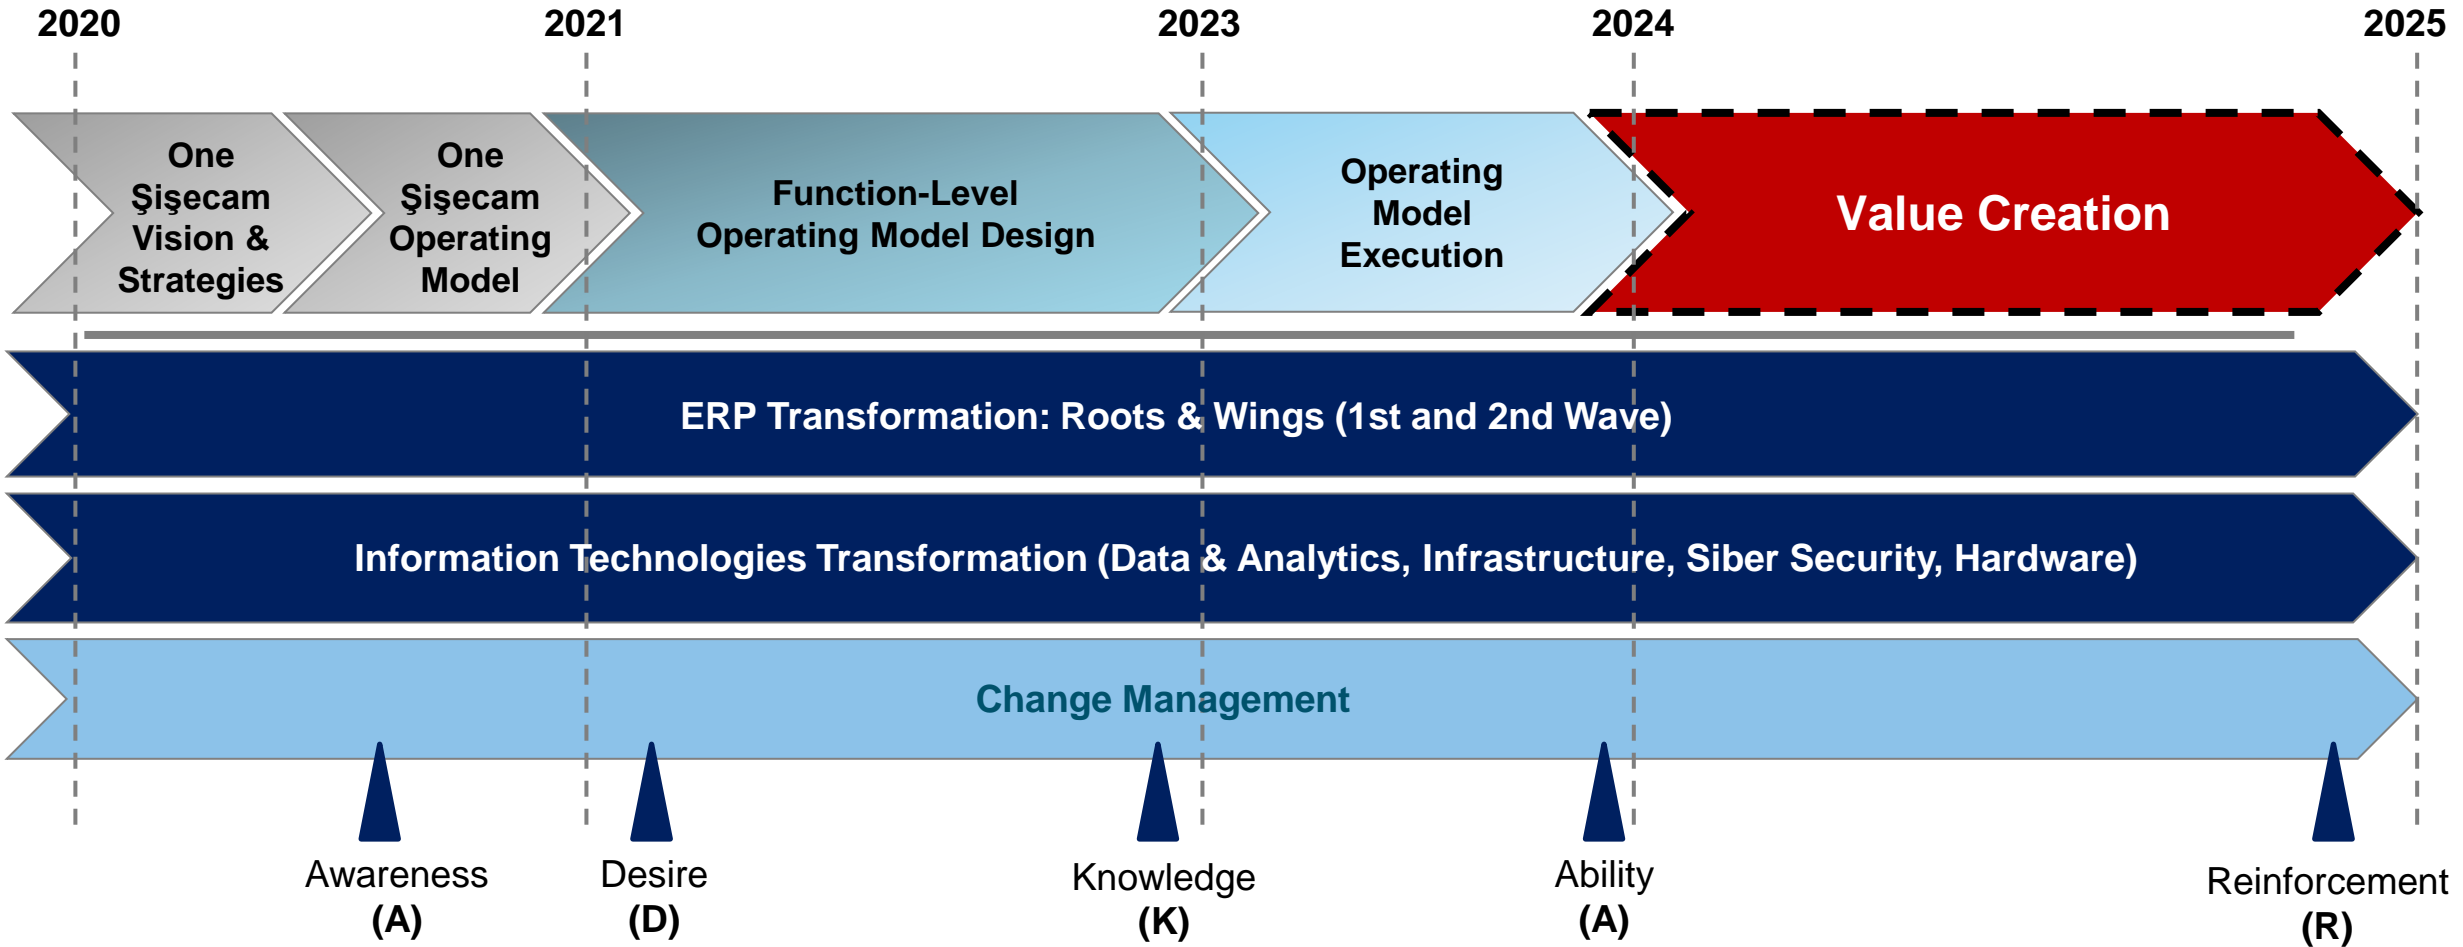 2020
2021
2023
2024
2025
One
Şişecam
Vision &
Strategies
One
Şişecam
Operating
Model
Function-Level
Operating Model Design
Operating
Model
Execution
Value Creation
ERP Transformation: Roots & Wings (1st and 2nd Wave)
Information Technologies Transformation (Data & Analytics, Infrastructure, Siber Security, Hardware)
Change Management
Awareness
(A)
Desire
(D)
Knowledge
(K)
Ability
(A)
Reinforcement
(R)